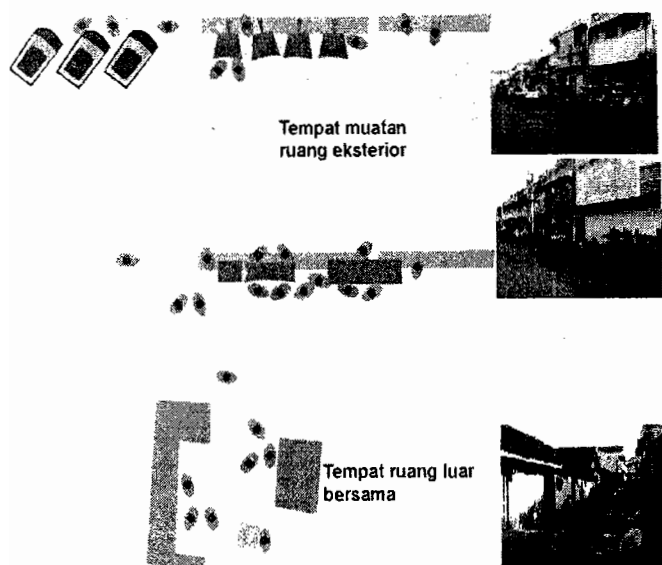 Tempat muatan
ruang eksterior
Tempat ruang luar
bersama